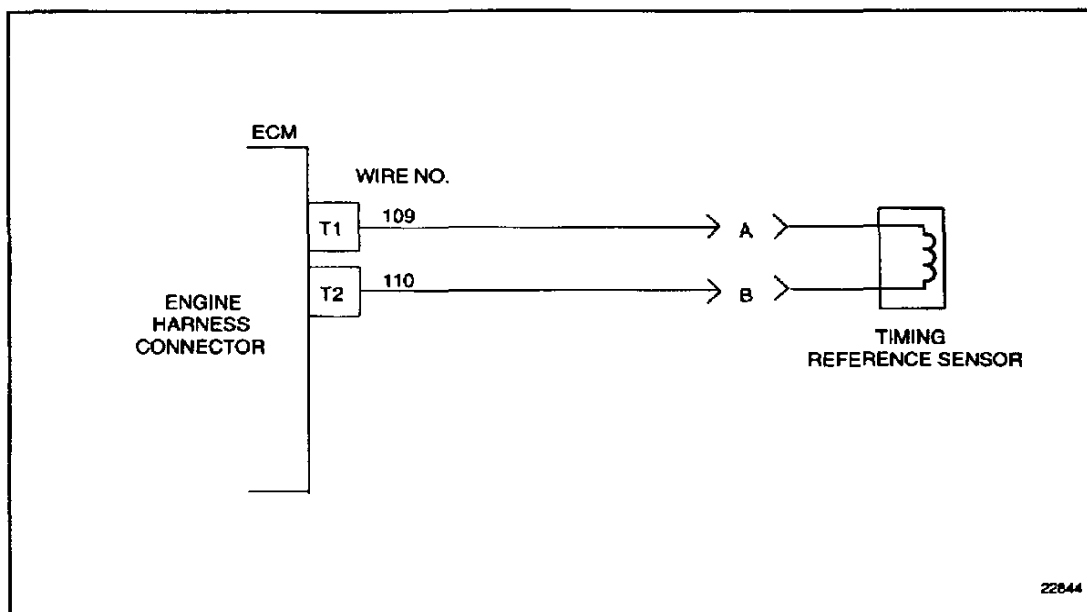 ECM
WIRE NO.
T1
109
A
T2
110
B
ENGINE
HARNESS
CONNECTOR
TIMING
REFERENCE SENSOR
22844